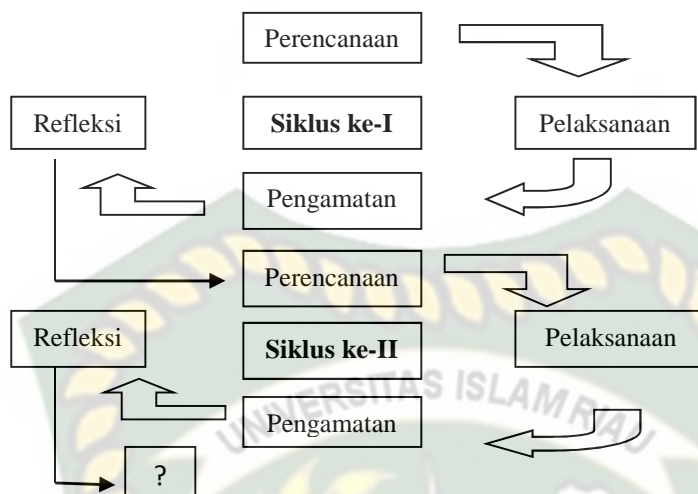 Perencanaan
Refleksi
Siklus ke-I
Pelaksanaan
Pengamatan
Perencanaan
Refleksi
Siklus ke-II
Pelaksanaan
UNIVERSITAS ISLAM RIAU
Pengamatan
?